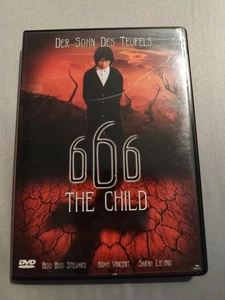 Der Sohn Des Teufels
666
The Child
DVD
Boo Boo Stewart Adam Vincent Sarah Lieving